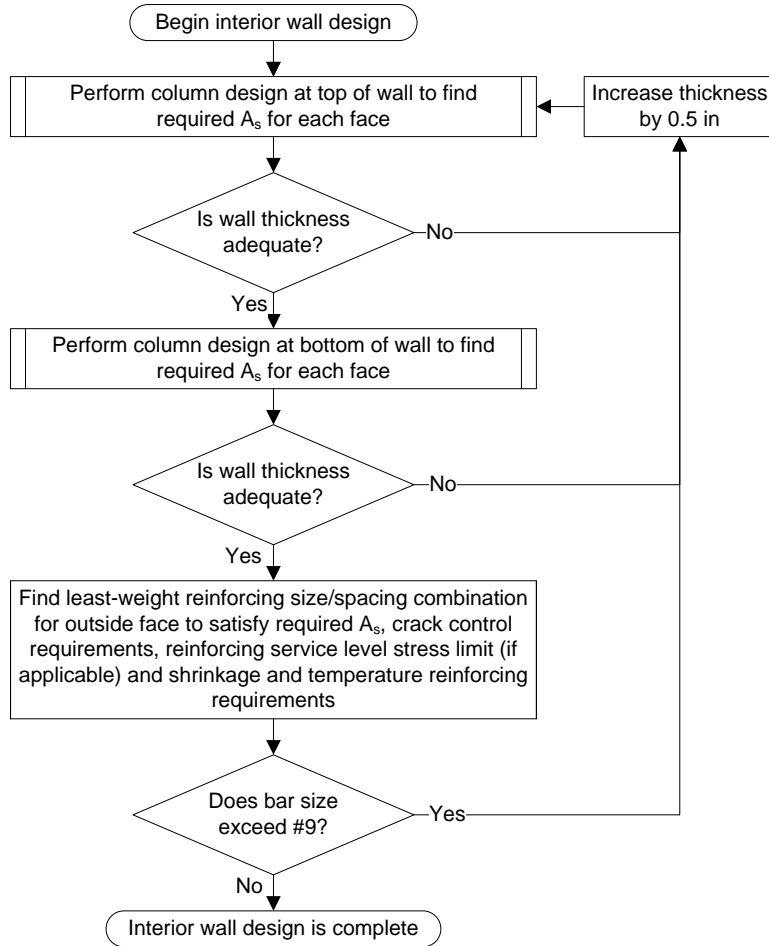 Begin interior wall design
Perform column design at top of wall to find
required As for each face
Increase thickness
by 0.5 in
Is wall thickness
adequate?
No
Yes
Perform column design at bottom of wall to find
required As for each face
Is wall thickness
adequate?
No
Yes
Find least-weight reinforcing size/spacing combination
for outside face to satisfy required As, crack control
requirements, reinforcing service level stress limit (if
applicable) and shrinkage and temperature reinforcing
requirements
Does bar size
exceed #9?
Yes
No
Interior wall design is complete